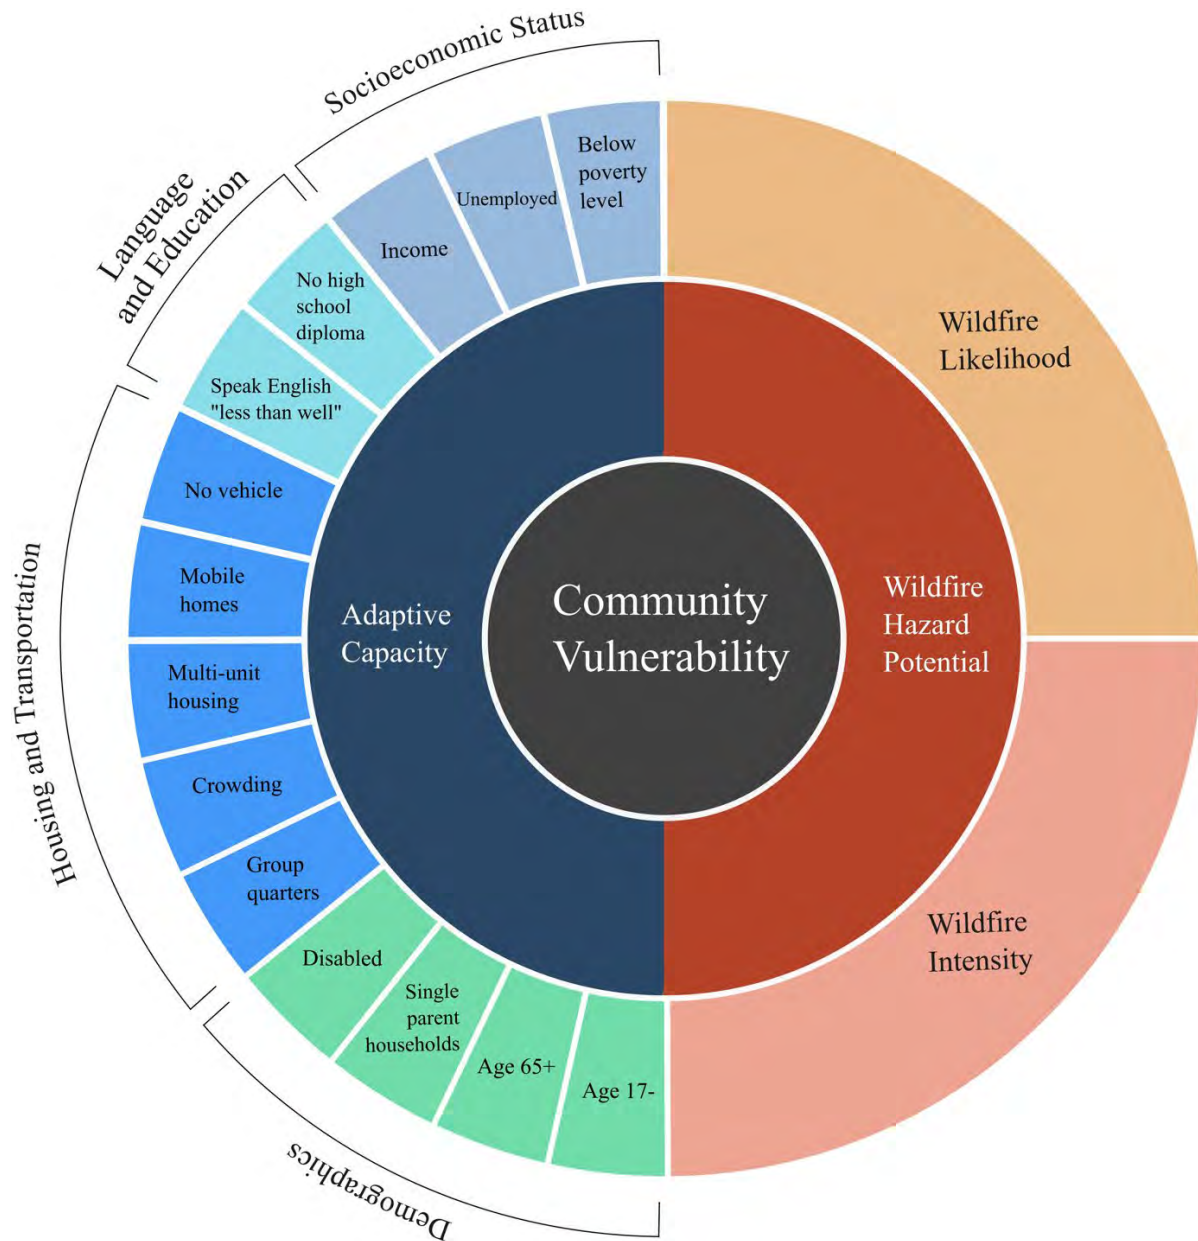 Socioeconomic Status
Below
poverty
level
Unemployed
Income
Language
and Education
No high
school
diploma
Speak English
"less than well"
Housing and Transportation
No vehicle
Mobile
homes
Multi-unit
housing
Crowding
Group
quarters
Demographics
Disabled
Single
parent
households
Age 65+
Age 17-
Adaptive
Capacity
Community
Vulnerability
Wildfire
Hazard
Potential
Wildfire
Likelihood
Wildfire
Intensity